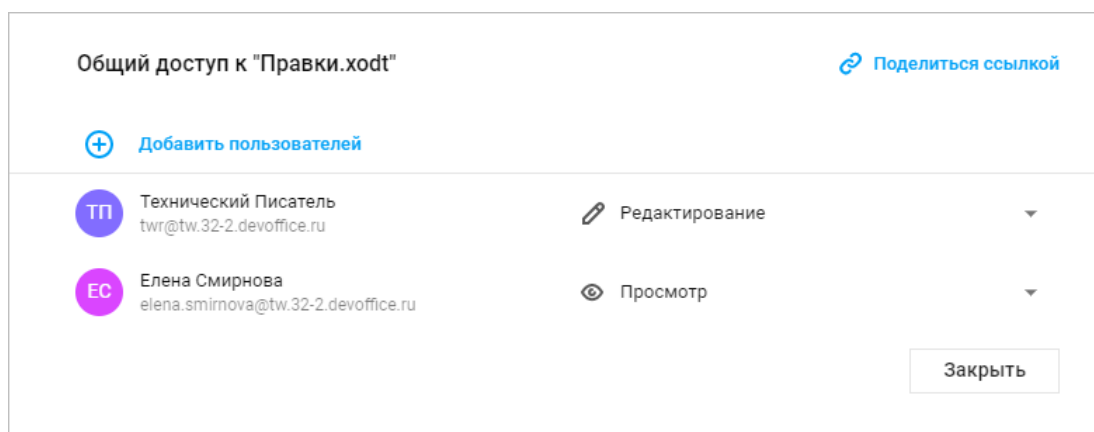 Общий доступ к "Правки.xodt"
Поделиться ссылкой
Добавить пользователей
ТП
Технический Писатель
twr@tw.32-2.devoffice.ru
Редактирование
ЕС
Елена Смирнова
elena.smirnova@tw.32-2.devoffice.ru
Просмотр
Закрыть